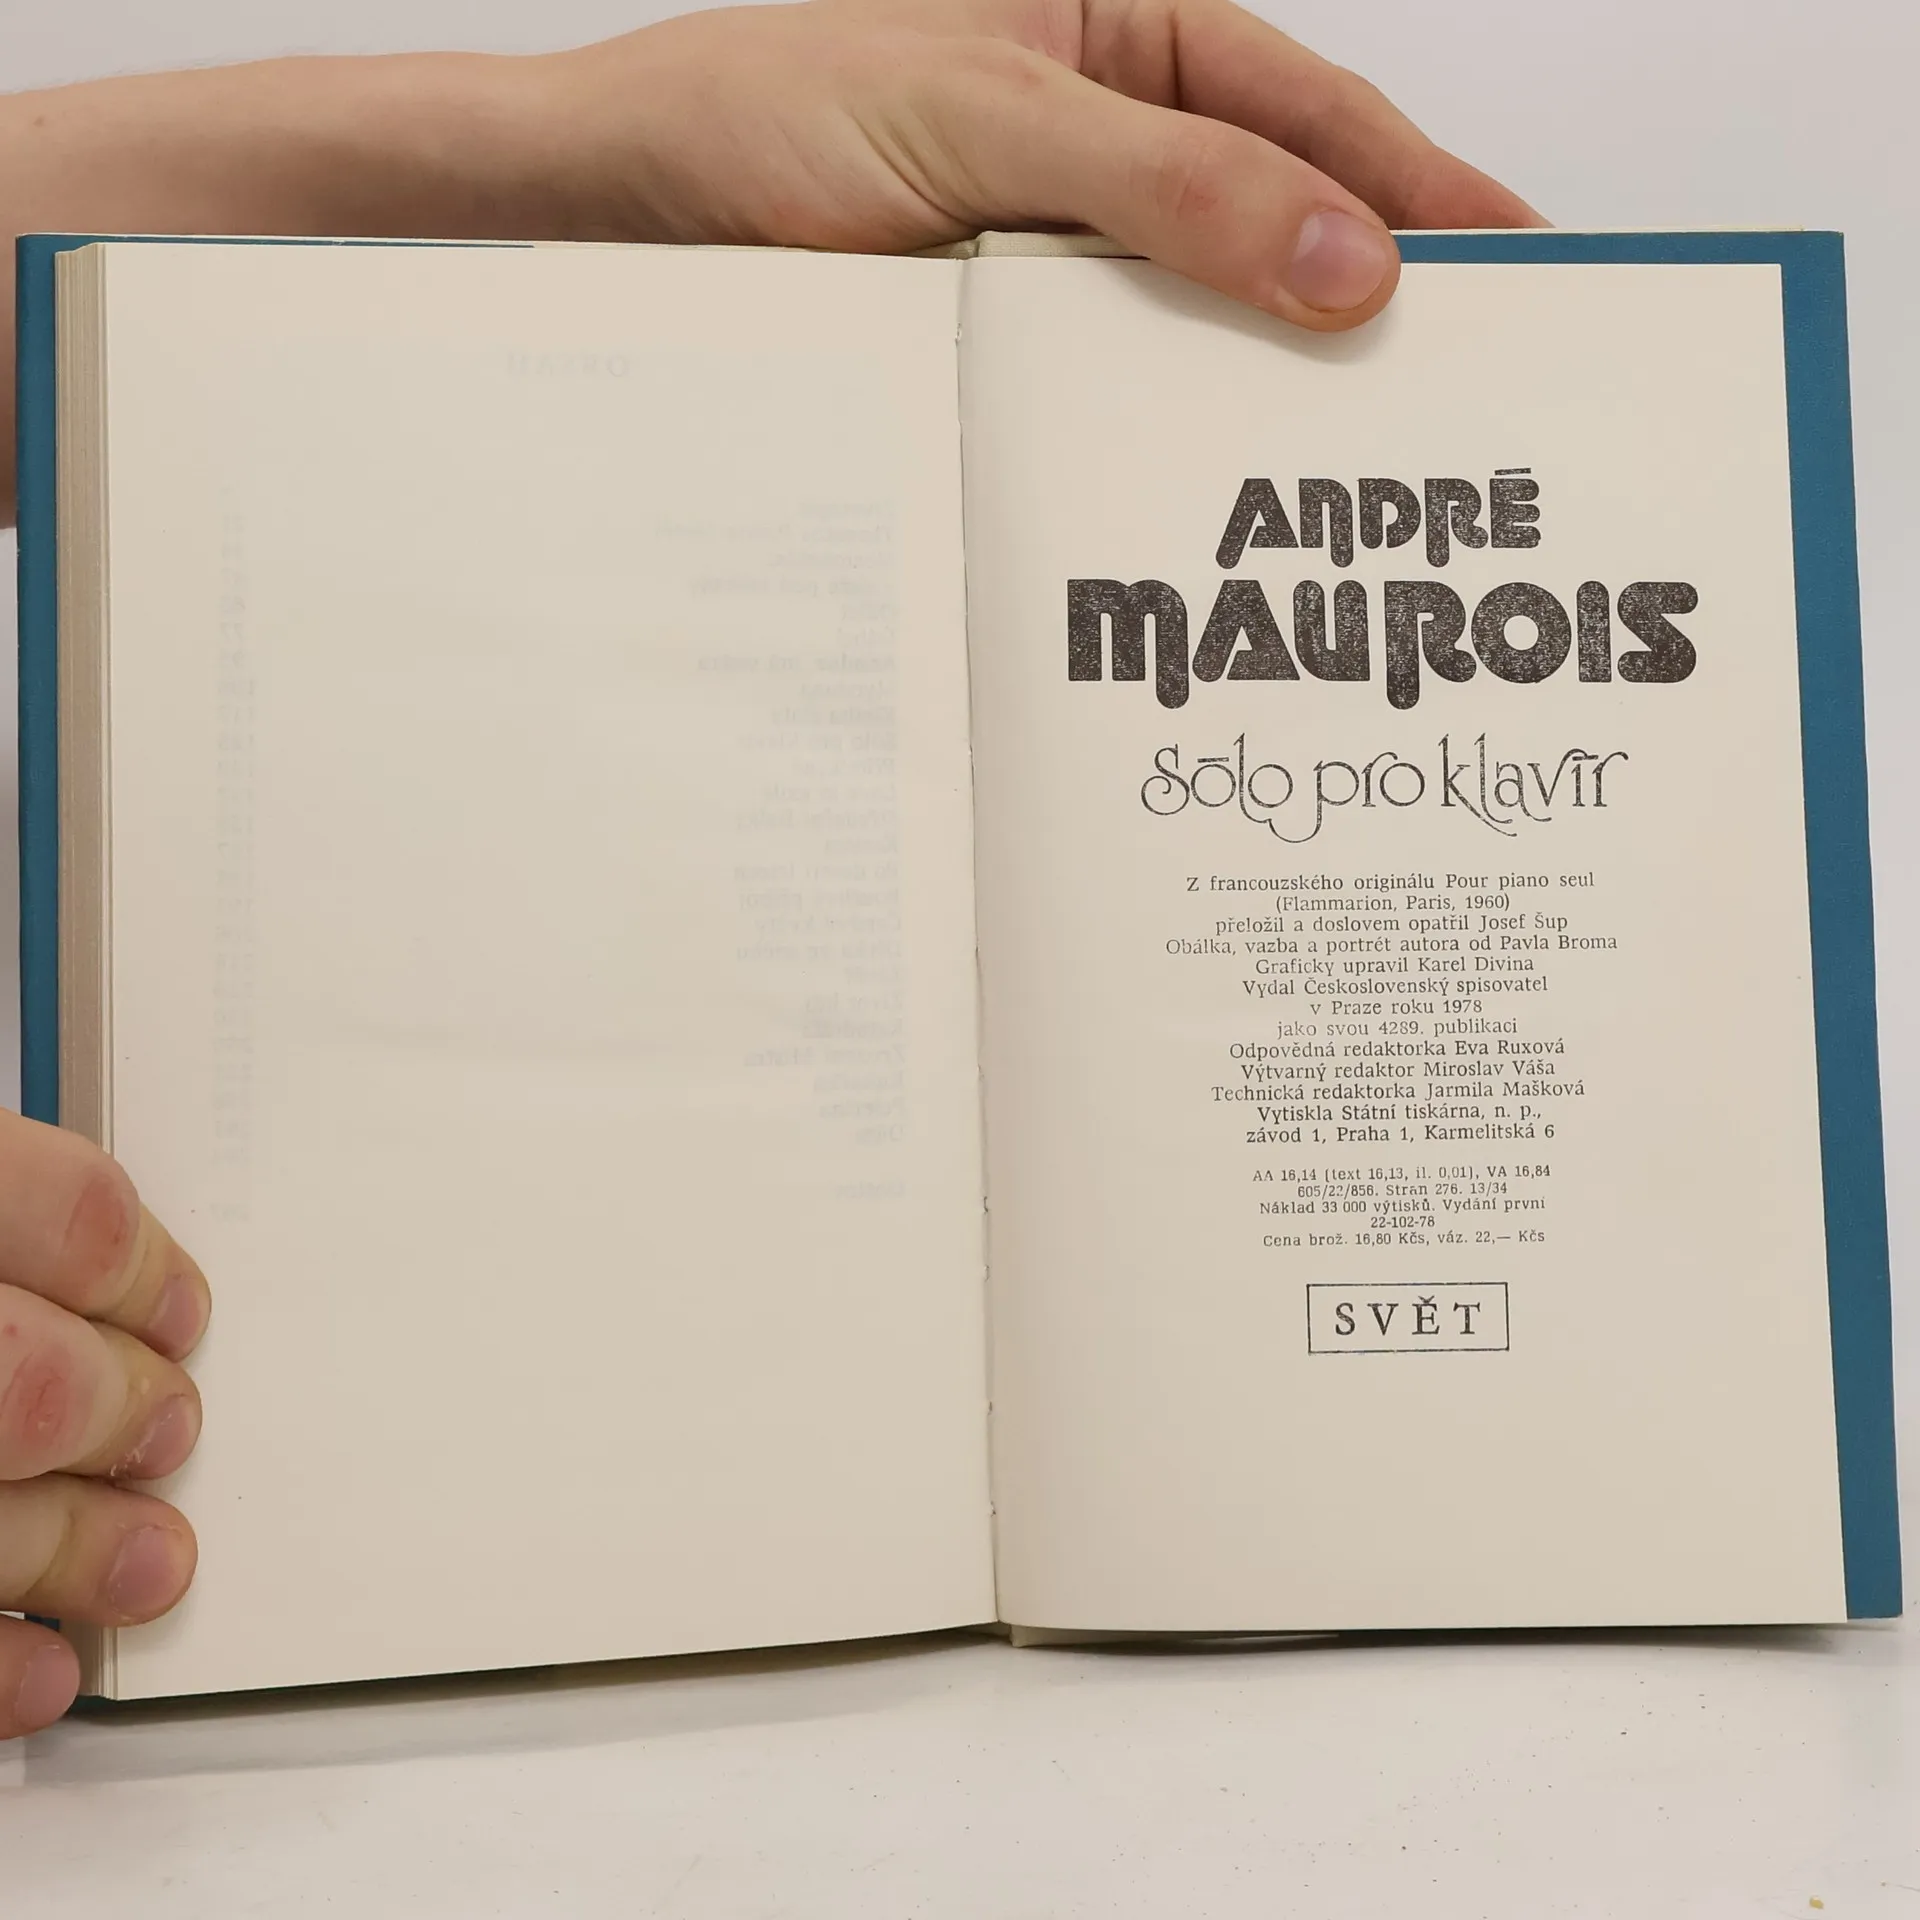 ANDRÉ
MAUROIS
Sólo pro klavír
Z francouzského originálu Pour piano seul
(Flammarion, Paris, 1960)
přeložil a doslovem opatřil Josef Šup
Obálka, vazba a portrét autora od Pavla Broma
Graficky upravil Karel Divina
Vydal Československý spisovatel
v Praze roku 1978
jako svou 4289. publikaci
Odpovědná redaktorka Eva Ruxová
Výtvarný redaktor Miroslav Váša
Technická redaktorka Jarmila Mašková
Vytiskla Státní tiskárna, n. p.,
závod 1, Praha 1, Karmelitská 6
AA 16,14 (text 16,13, il. 0,01), VA 16,84
605/22/856. Stran 276. 13/34
Náklad 33 000 výtisků. Vydání první
22-102-78
Cena brož. 16,80 Kčs, váz. 22,— Kčs
SVĚT